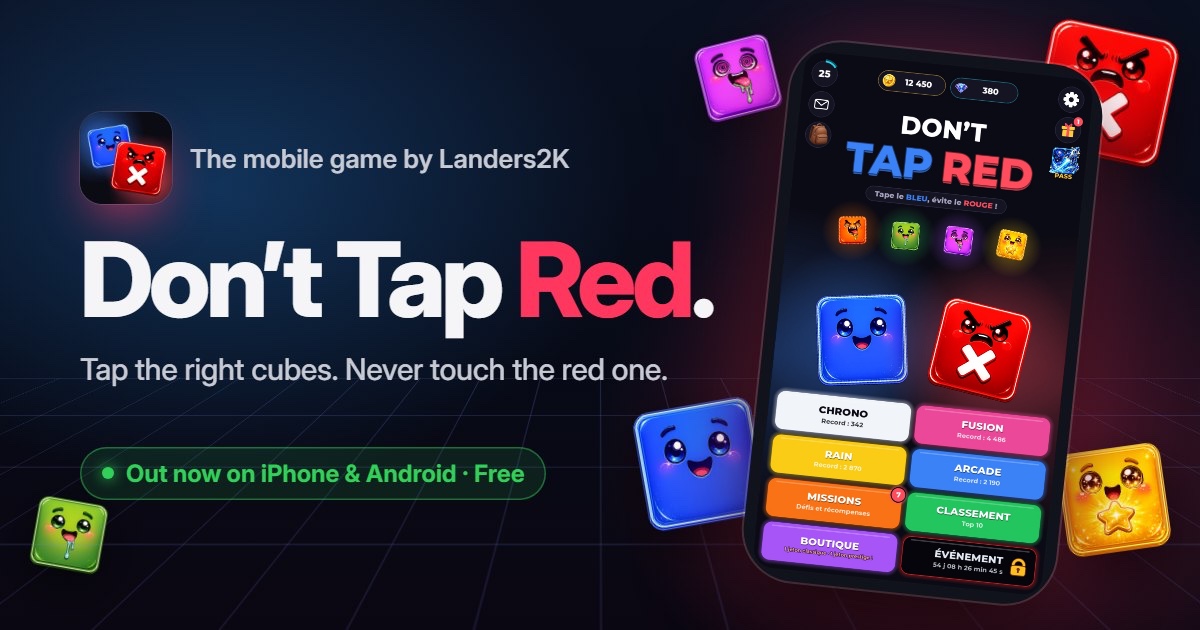 The mobile game by Landers2K
Don't Tap Red.
Tap the right cubes. Never touch the red one.
Out now on iPhone & Android · Free
25
12 450
380
1
DON'T
TAP RED
PASS
Tape le BLEU, évite le ROUGE !
CHRONO
Record : 342
FUSION
Record : 4 486
RAIN
Record : 2 870
ARCADE
Record : 2 190
MISSIONS
7
Défis et récompenses
CLASSEMENT
Top 10
BOUTIQUE
ÉVÉNEMENT
54 j 08 h 26 min 45 s